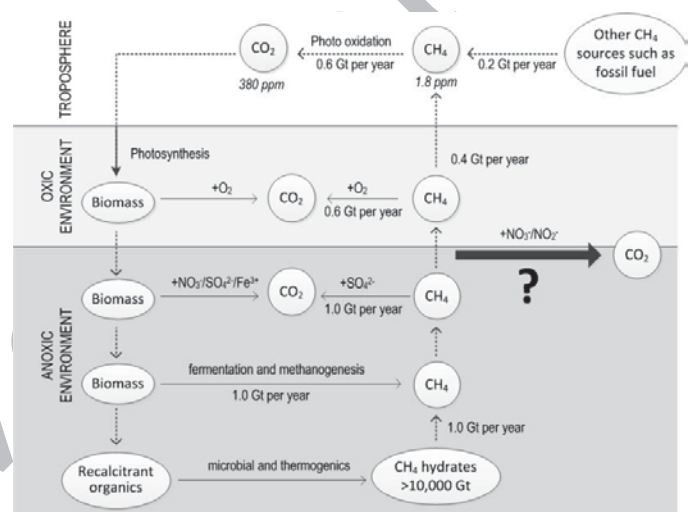 TROPOSPHERE
CO₂
380 ppm
Photo oxidation
0.6 Gt per year
CH₄
1.8 ppm
0.2 Gt per year
Other CH₄
sources such as
fossil fuel
OXIC
ENVIRONMENT
Photosynthesis
0.4 Gt per year
Biomass
+O₂
CO₂
+O₂
0.6 Gt per year
CH₄
+NO₃⁻/NO₂⁻
CO₂
?
ANOXIC
ENVIRONMENT
Biomass
+NO₃⁻/SO₄²⁻/Fe³⁺
CO₂
+SO₄²⁻
1.0 Gt per year
CH₄
Biomass
fermentation and methanogenesis
1.0 Gt per year
CH₄
1.0 Gt per year
Recalcitrant
organics
microbial and thermogenics
CH₄ hydrates
>10,000 Gt